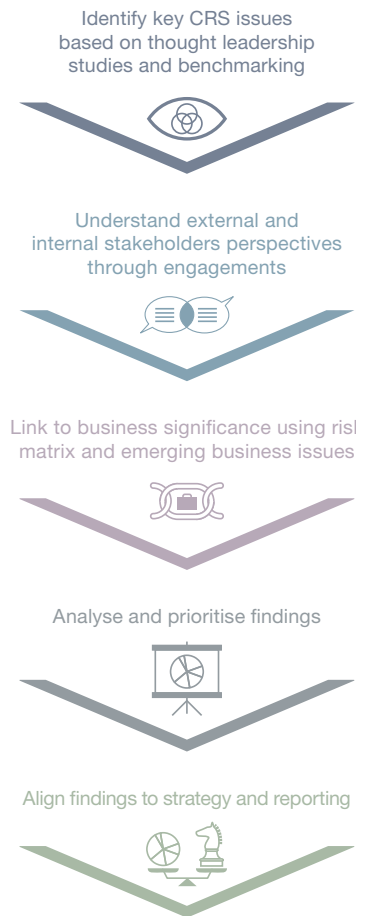 Identify key CRS issues
based on thought leadership
studies and benchmarking
Understand external and
internal stakeholders perspectives
through engagements
Link to business significance using risk
matrix and emerging business issues
Analyse and prioritise findings
Align findings to strategy and reporting